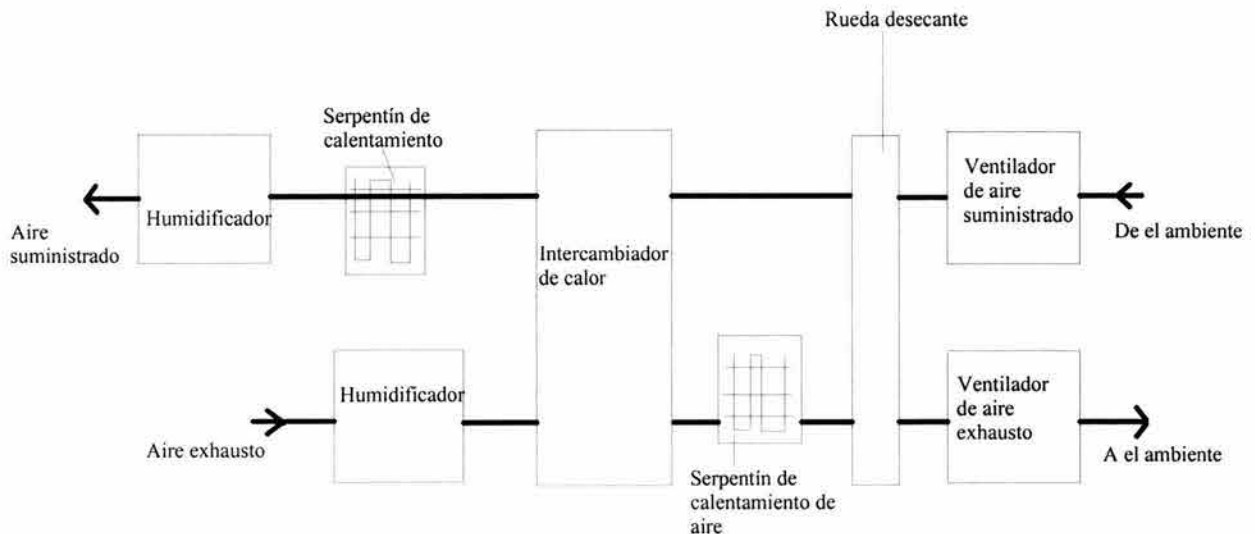 Rueda desecante
Serpentín de
calentamiento
Ventilador
de aire
suministrado
Humidificador
Aire
suministrado
De el ambiente
Intercambiador
de calor
Humidificador
Ventilador
de aire
exhausto
Aire exhausto
A el ambiente
Serpentín de
calentamiento de
aire